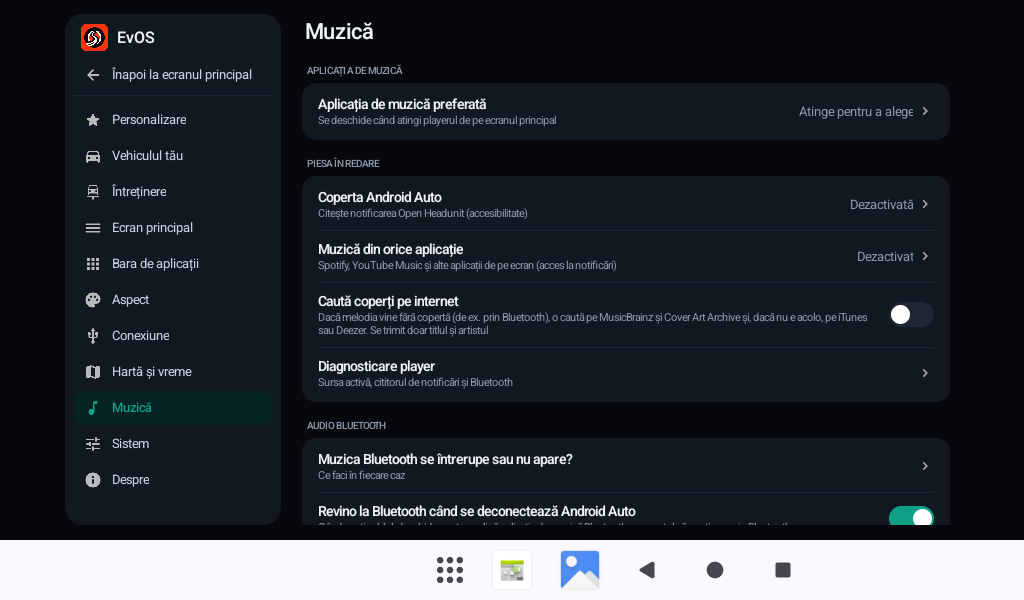 EvOS
Înapoi la ecranul principal
Personalizare
Vehiculul tău
Întreținere
Ecran principal
Bara de aplicații
Aspect
Conexiune
Hartă și vreme
Muzică
Sistem
Despre
Muzică
APLICAȚIA DE MUZICĂ
Aplicația de muzică preferată
Se deschide când atingi playerul de pe ecranul principal
Atinge pentru a alege
PIESA ÎN REDARE
Coperta Android Auto
Citește notificarea Open Headunit (accesibilitate)
Dezactivată
Muzică din orice aplicație
Spotify, YouTube Music și alte aplicații de pe ecran (acces la notificări)
Dezactivat
Caută coperți pe internet
Dacă melodia vine fără copertă (de ex. prin Bluetooth), o caută pe MusicBrainz și Cover Art Archive și, dacă nu e acolo, pe iTunes
sau Deezer. Se trimit doar titlul și artistul
Diagnosticare player
Sursa activă, cititorul de notificări și Bluetooth
AUDIO BLUETOOTH
Muzica Bluetooth se întrerupe sau nu apare?
Ce faci în fiecare caz
Revino la Bluetooth când se deconectează Android Auto